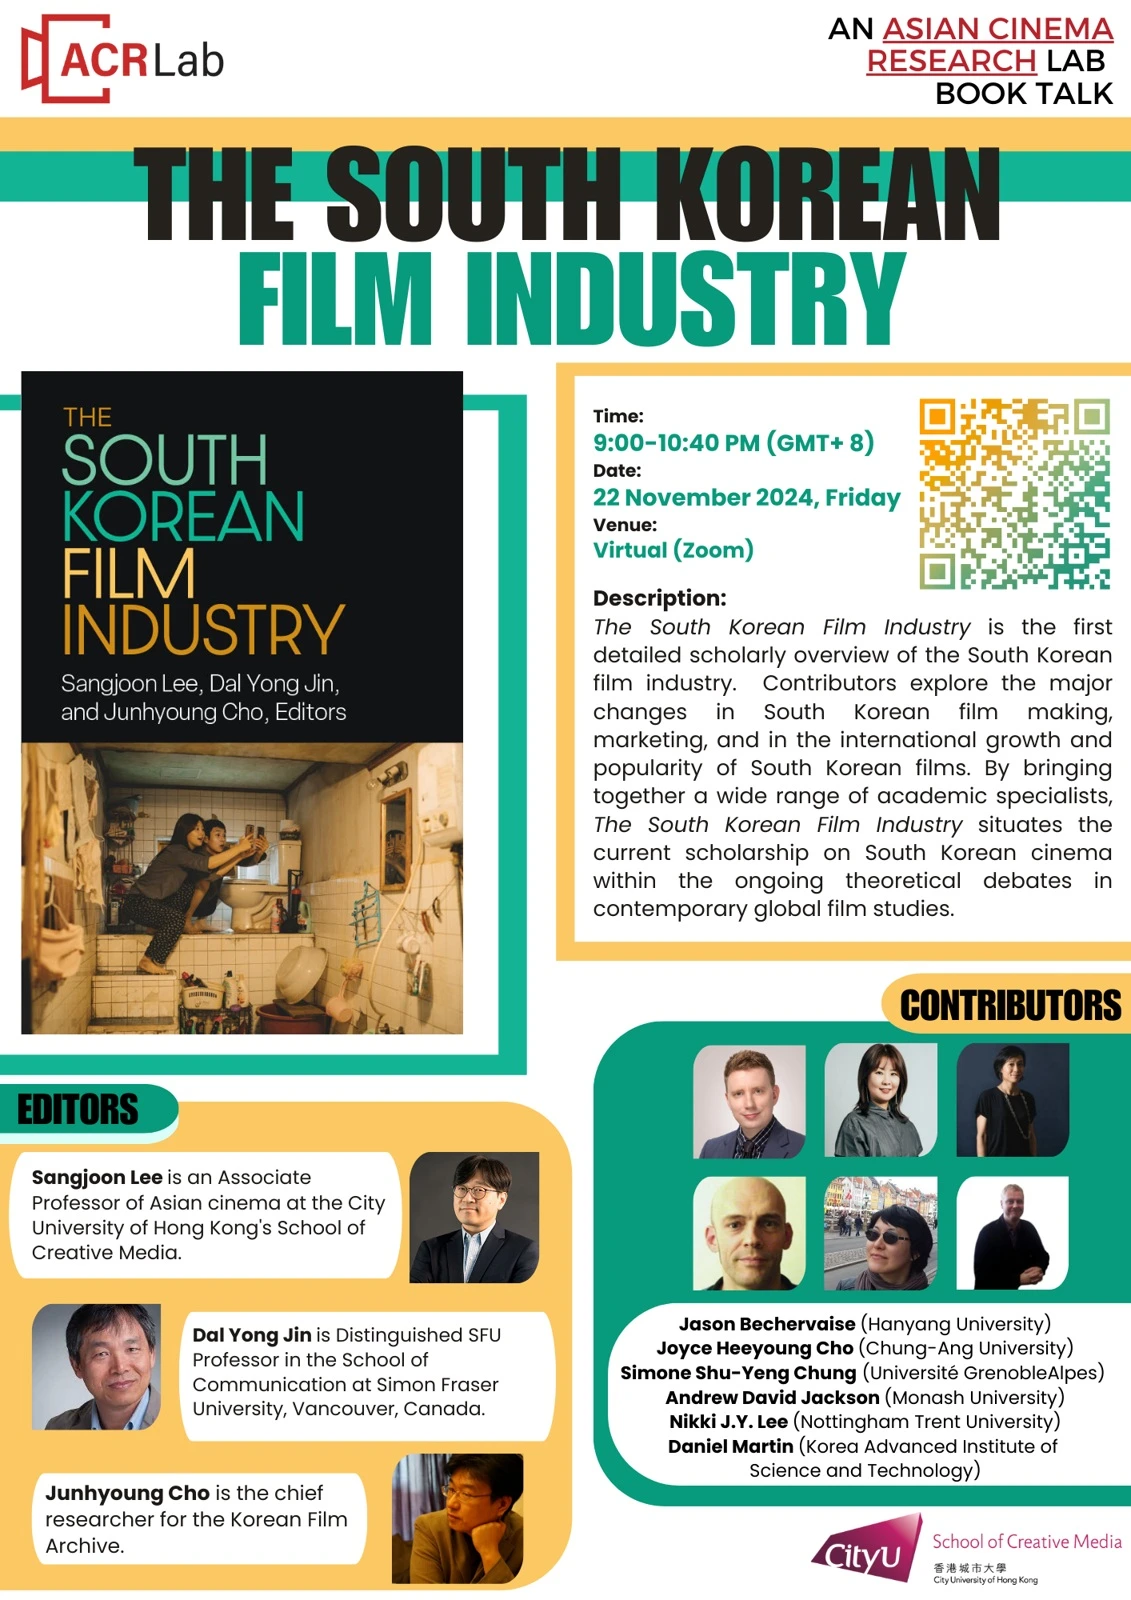 ACR Lab
AN ASIAN CINEMA
RESEARCH LAB
BOOK TALK
THE SOUTH KOREAN
FILM INDUSTRY
THE
SOUTH
KOREAN
FILM
INDUSTRY
Sangjoon Lee, Dal Yong Jin,
and Junhyoung Cho, Editors
Time:
9:00-10:40 PM (GMT+ 8)
Date:
22 November 2024, Friday
Venue:
Virtual (Zoom)
Description:
The South Korean Film Industry is the first
detailed scholarly overview of the South Korean
film industry. Contributors explore the major
changes in South Korean film making,
marketing, and in the international growth and
popularity of South Korean films. By bringing
together a wide range of academic specialists,
The South Korean Film Industry situates the
current scholarship on South Korean cinema
within the ongoing theoretical debates in
contemporary global film studies.
EDITORS
Sangjoon Lee is an Associate
Professor of Asian cinema at the City
University of Hong Kong's School of
Creative Media.
Dal Yong Jin is Distinguished SFU
Professor in the School of
Communication at Simon Fraser
University, Vancouver, Canada.
Junhyoung Cho is the chief
researcher for the Korean Film
Archive.
CONTRIBUTORS
Jason Bechervaise (Hanyang University)
Joyce Heeyoung Cho (Chung-Ang University)
Simone Shu-Yeng Chung (Université GrenobleAlpes)
Andrew David Jackson (Monash University)
Nikki J.Y. Lee (Nottingham Trent University)
Daniel Martin (Korea Advanced Institute of
Science and Technology)
CityU
School of Creative Media
香港城市大學
City University of Hong Kong